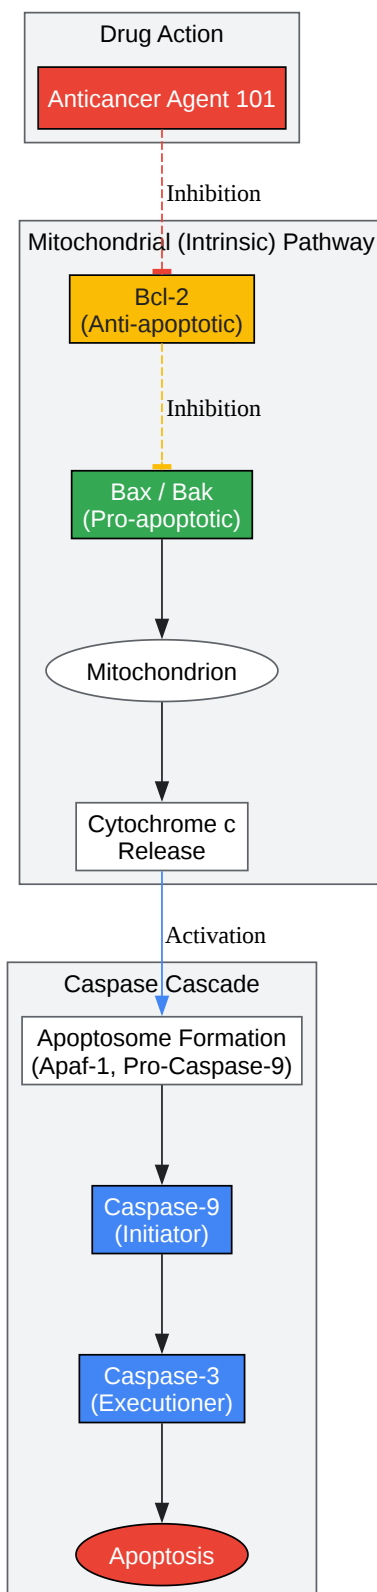 Drug Action
Anticancer Agent 101
Inhibition
Mitochondrial (Intrinsic) Pathway
Bcl-2
(Anti-apoptotic)
Inhibition
Bax / Bak
(Pro-apoptotic)
Mitochondrion
Cytochrome c
Release
Activation
Caspase Cascade
Apoptosome Formation
(Apaf-1, Pro-Caspase-9)
Caspase-9
(Initiator)
Caspase-3
(Executioner)
Apoptosis